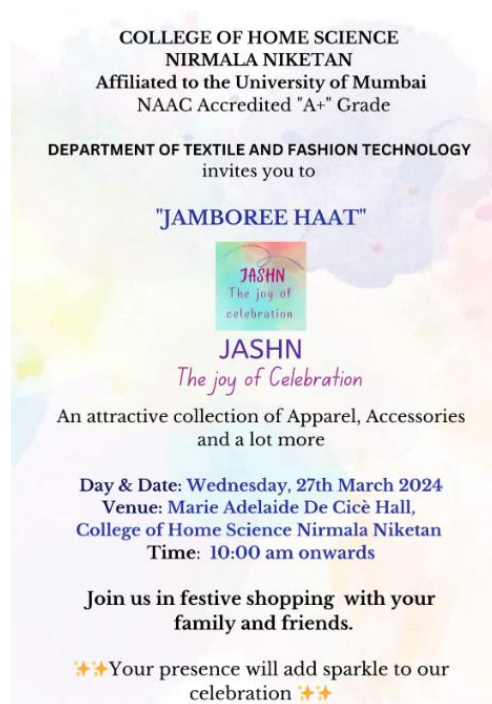 COLLEGE OF HOME SCIENCE
NIRMALA NIKETAN
Affiliated to the University of Mumbai
NAAC Accredited "A+" Grade
DEPARTMENT OF TEXTILE AND FASHION TECHNOLOGY
invites you to
"JAMBOREE HAAT"
JASHN
The joy of
celebration
JASHN
The joy of Celebration
An attractive collection of Apparel, Accessories
and a lot more
Day & Date: Wednesday, 27th March 2024
Venue: Marie Adelaide De Cicè Hall,
College of Home Science Nirmala Niketan
Time: 10:00 am onwards
Join us in festive shopping with your
family and friends.
✨✨Your presence will add sparkle to our
celebration ✨✨